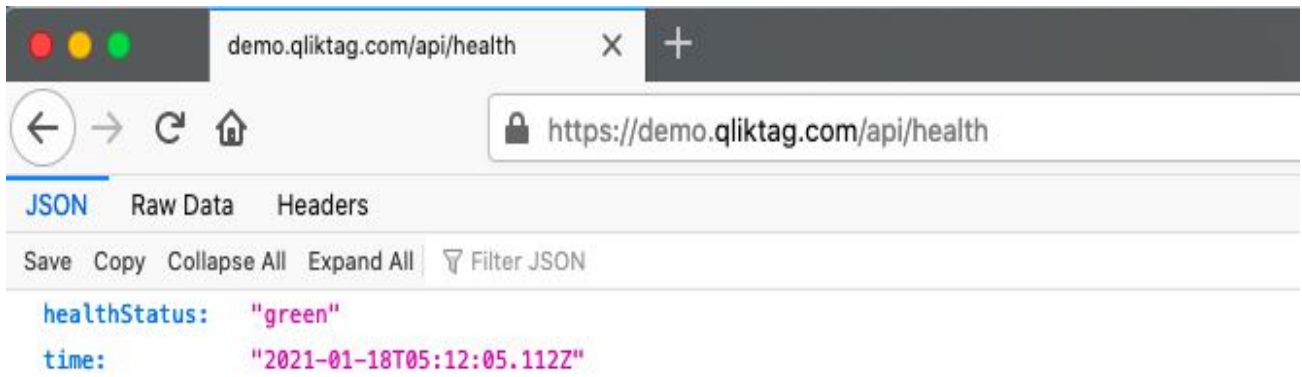 demo.qliktag.com/api/health
https://demo.qliktag.com/api/health
JSON Raw Data Headers
Save Copy Collapse All Expand All Filter JSON
healthStatus: "green"
time: "2021-01-18T05:12:05.112Z"